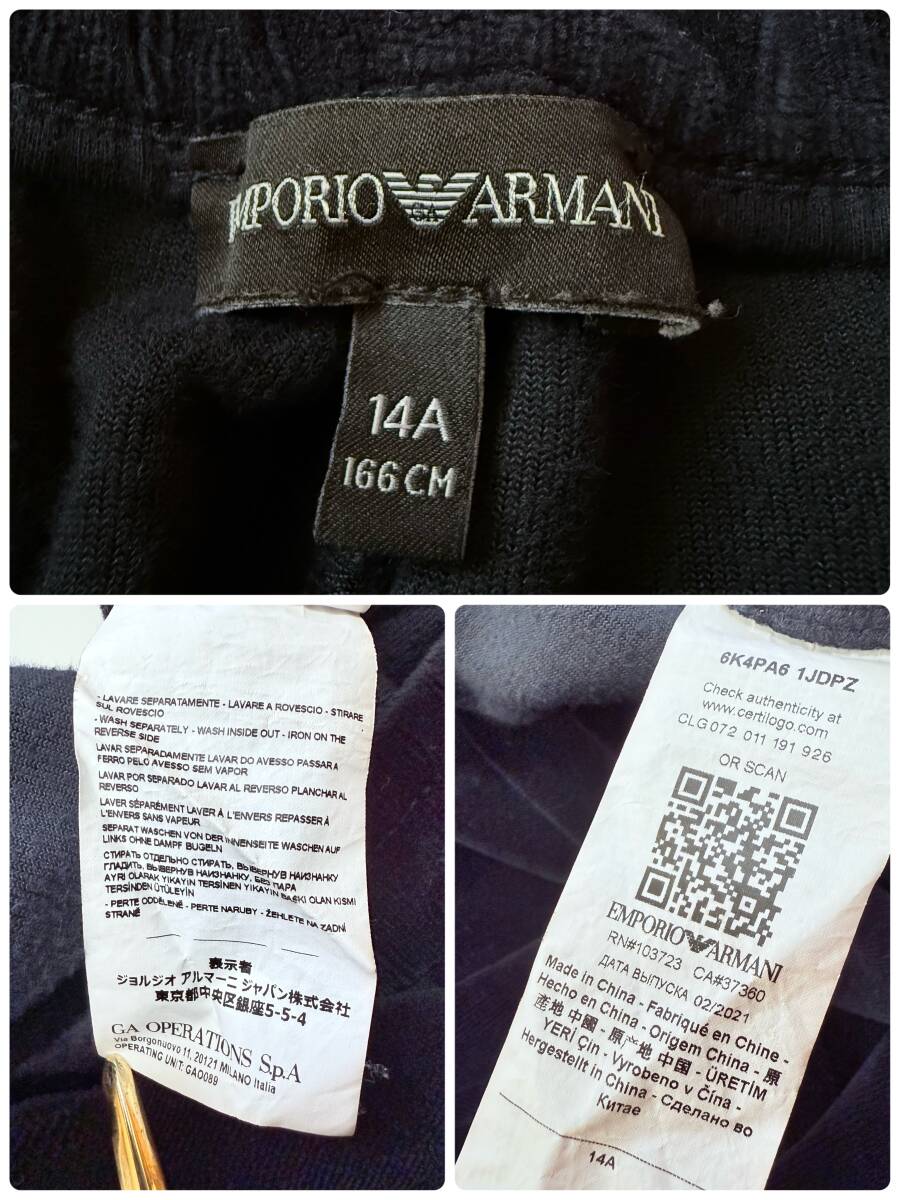 EMPORIO GA ARMANI
14A
166 CM
- LAVARE SEPARATAMENTE - LAVARE A ROVESCIO - STIRARE
SUL ROVESCIO
- WASH SEPARATELY - WASH INSIDE OUT - IRON ON THE
REVERSE SIDE
LAVAR SEPARADAMENTE LAVAR DO AVESSO PASSAR A
FERRO PELO AVESSO SEM VAPOR
LAVAR POR SEPARADO LAVAR AL REVERSO PLANCHAR AL
REVERSO
LAVER SÉPARÉMENT LAVER À L'ENVERS REPASSER À
L'ENVERS SANS VAPEUR
SEPARAT WASCHEN VON DER INNENSEITE WASCHEN AUF
LINKS OHNE DAMPF BUGELN
СТИРАТЬ ОТДЕЛЬНО СТИРАТЬ, ВЫВЕРНУВ НАИЗНАНКУ
ГЛАДИТЬ, ВЫВЕРНУВ НАИЗНАНКУ, БЕЗ ПАРА
AYRI OLARAK YIKAYIN TERSINEN YIKAYIN BASKI OLAN KISMI
TERSINDEN ÜTÜLEYIN
- PERTE ODDĚLENĚ - PERTE NARUBY - ŽEHLETE NA ZADNÍ
STRANĚ
表示者
ジョルジオ アルマーニ ジャパン株式会社
東京都中央区銀座5-5-4
GA OPERATIONS S.p.A
Via Borgonuovo 11, 20121 MILANO Italia
OPERATING UNIT: GAO089
6K4PA6 1JDPZ
Check authenticity at
www.certilogo.com
CLG 072 011 191 926
OR SCAN
EMPORIO ARMANI
RN#103723 CA#37360
ДАТА ВЫПУСКА 02/2021
Made in China - Fabriqué en Chine -
Hecho en China - Origem China - 原
產地 中國 - 原产地 中国 - ÜRETİM
YERİ Çin - Vyrobeno v Čina -
Hergestellt in China - Сделано во
Китае
14A